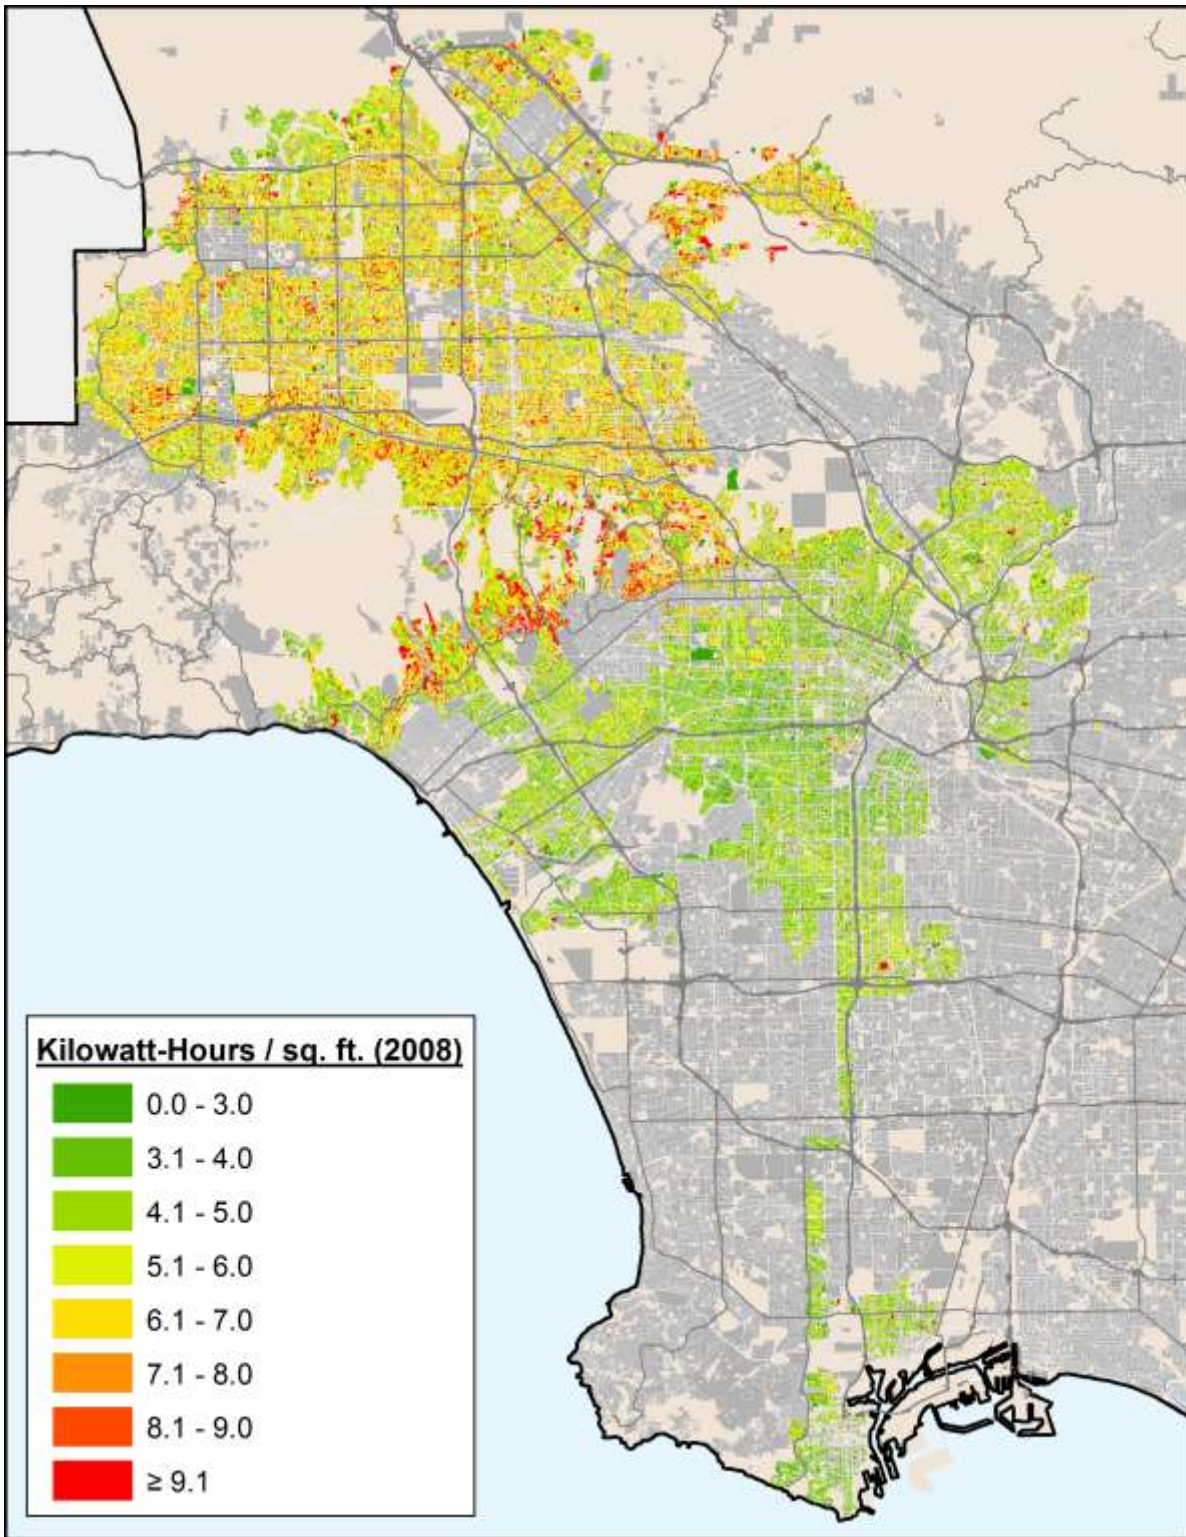 Kilowatt-Hours / sq. ft. (2008)
0.0 - 3.0
3.1 - 4.0
4.1 - 5.0
5.1 - 6.0
6.1 - 7.0
7.1 - 8.0
8.1 - 9.0
≥ 9.1